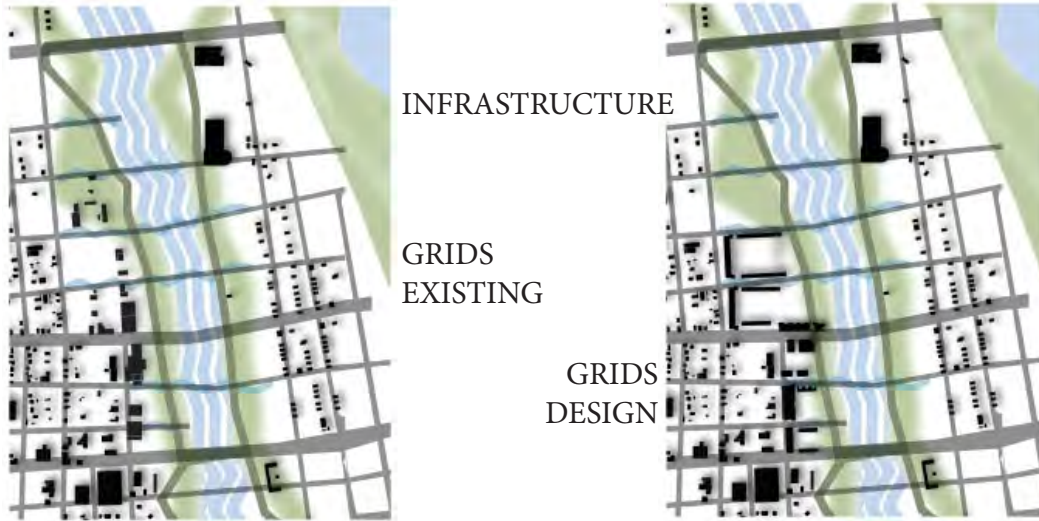 INFRASTRUCTURE
GRIDS
EXISTING
GRIDS
DESIGN